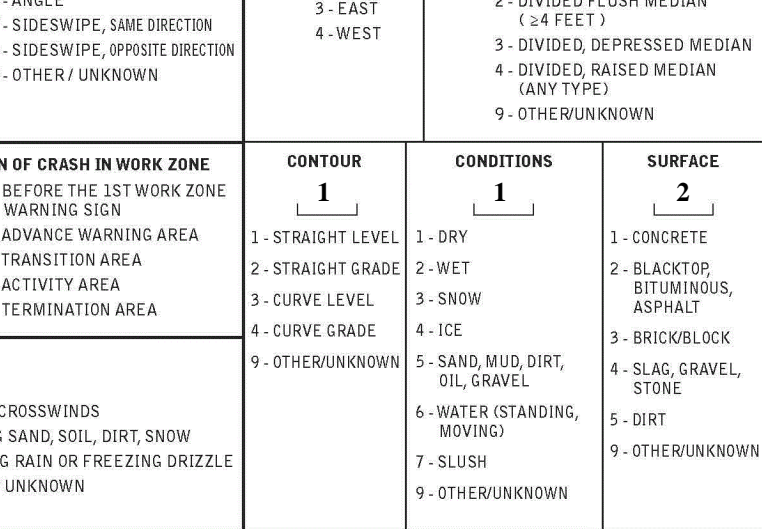 - ANGLE
- SIDESWIPE, SAME DIRECTION
- SIDESWIPE, OPPOSITE DIRECTION
- OTHER / UNKNOWN
3 - EAST
4 - WEST
2 - DIVIDED FLUSH MEDIAN
( ≥4 FEET )
3 - DIVIDED, DEPRESSED MEDIAN
4 - DIVIDED, RAISED MEDIAN
(ANY TYPE)
9 - OTHER/UNKNOWN
N OF CRASH IN WORK ZONE
BEFORE THE 1ST WORK ZONE
WARNING SIGN
ADVANCE WARNING AREA
TRANSITION AREA
ACTIVITY AREA
TERMINATION AREA
CROSSWINDS
G SAND, SOIL, DIRT, SNOW
G RAIN OR FREEZING DRIZZLE
UNKNOWN
CONTOUR
1
1 - STRAIGHT LEVEL
2 - STRAIGHT GRADE
3 - CURVE LEVEL
4 - CURVE GRADE
9 - OTHER/UNKNOWN
CONDITIONS
1
1 - DRY
2 - WET
3 - SNOW
4 - ICE
5 - SAND, MUD, DIRT,
OIL, GRAVEL
6 - WATER (STANDING,
MOVING)
7 - SLUSH
9 - OTHER/UNKNOWN
SURFACE
2
1 - CONCRETE
2 - BLACKTOP,
BITUMINOUS,
ASPHALT
3 - BRICK/BLOCK
4 - SLAG, GRAVEL,
STONE
5 - DIRT
9 - OTHER/UNKNOWN